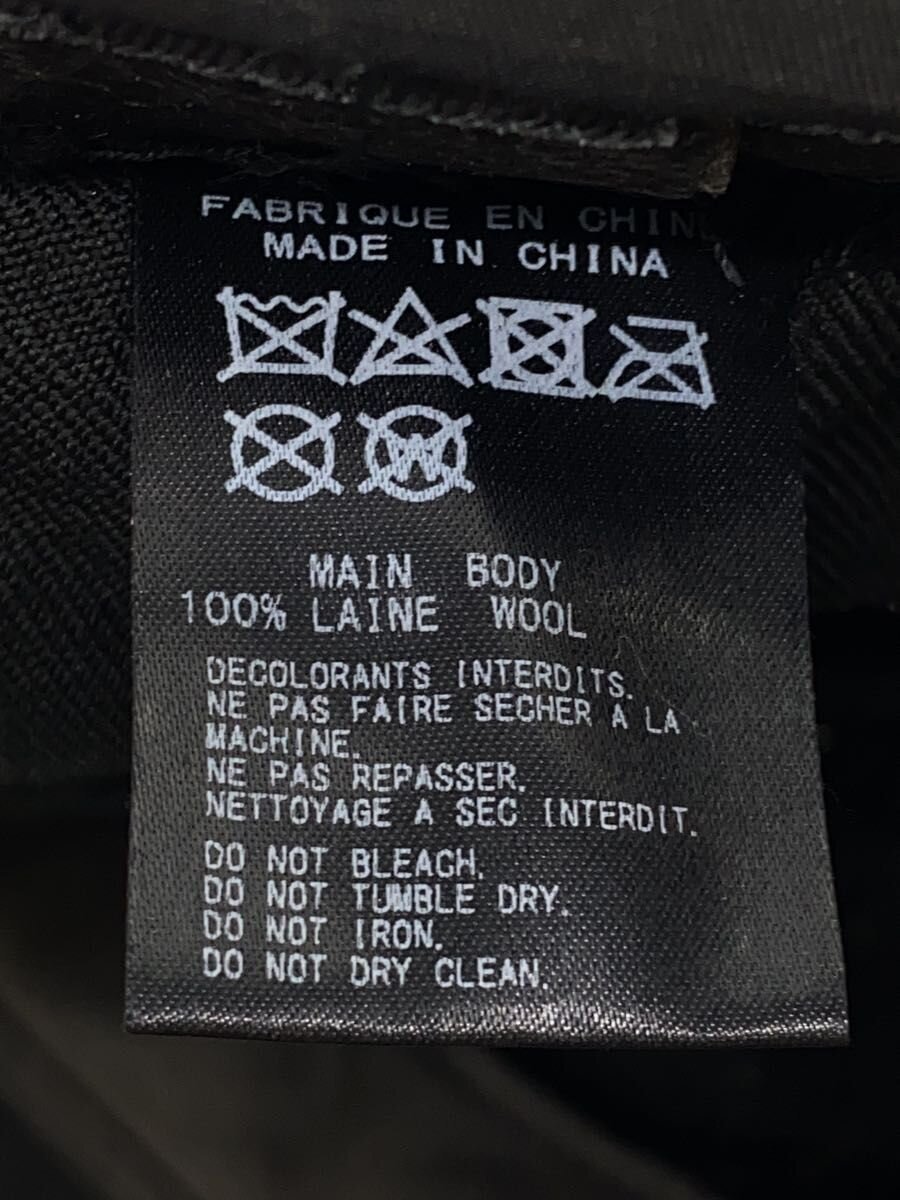 FABRIQUE EN CHINE
MADE IN CHINA
W
MAIN BODY
100% LAINE WOOL
DECOLORANTS INTERDITS.
NE PAS FAIRE SECHER A LA
MACHINE.
NE PAS REPASSER.
NETTOYAGE A SEC INTERDIT.
DO NOT BLEACH.
DO NOT TUMBLE DRY.
DO NOT IRON.
DO NOT DRY CLEAN.